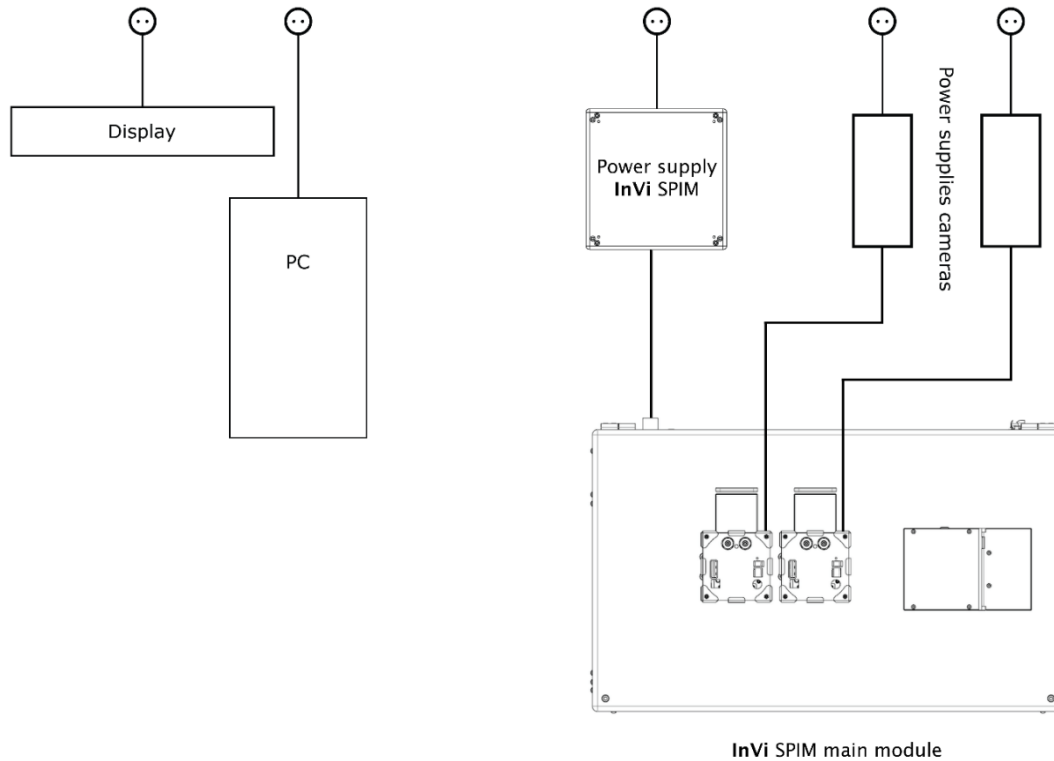 Display
PC
Power supply
InVi SPIM
Power supplies cameras
InVi SPIM main module